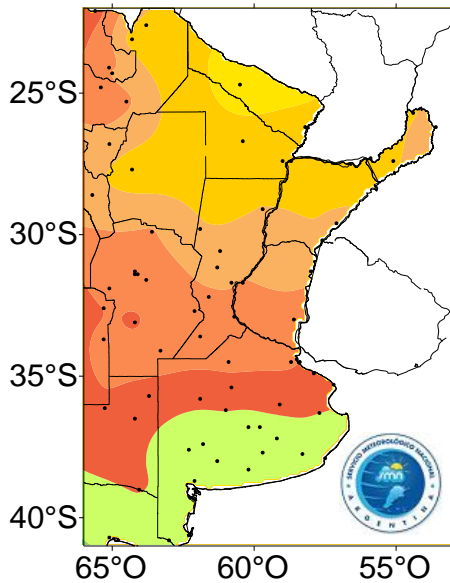 25°S
30°S
35°S
40°S
65°O
60°O
55°O
SERVICIO METEOROLÓGICO NACIONAL
smn
ARGENTINA